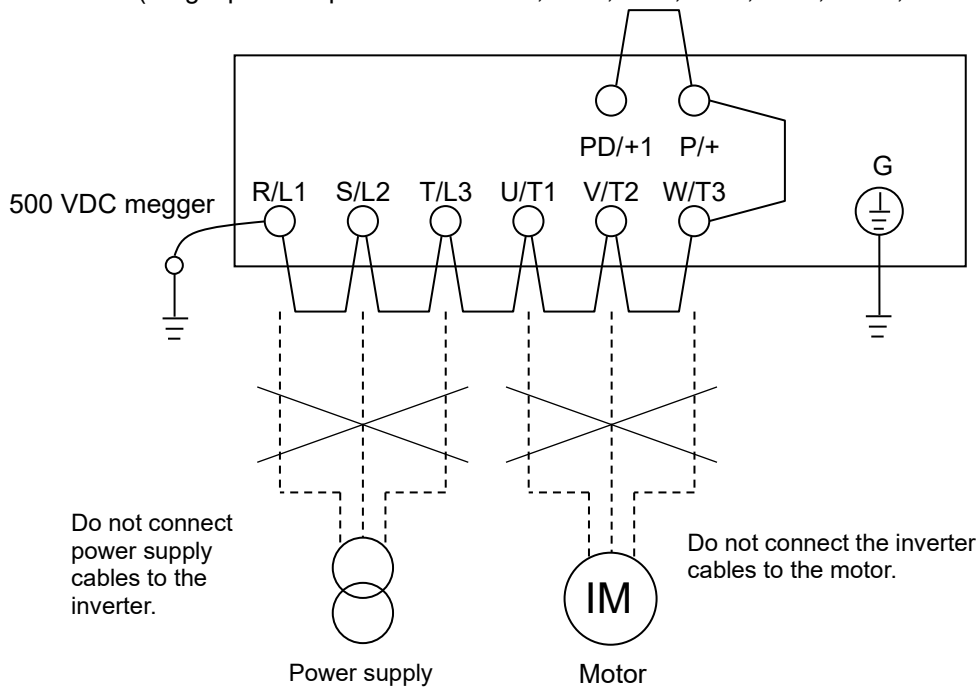 PD/+1 P/+
G
500 VDC megger
R/L1 S/L2 T/L3 U/T1 V/T2 W/T3
Do not connect
power supply
cables to the
inverter.
Do not connect the inverter
cables to the motor.
IM
Power supply
Motor